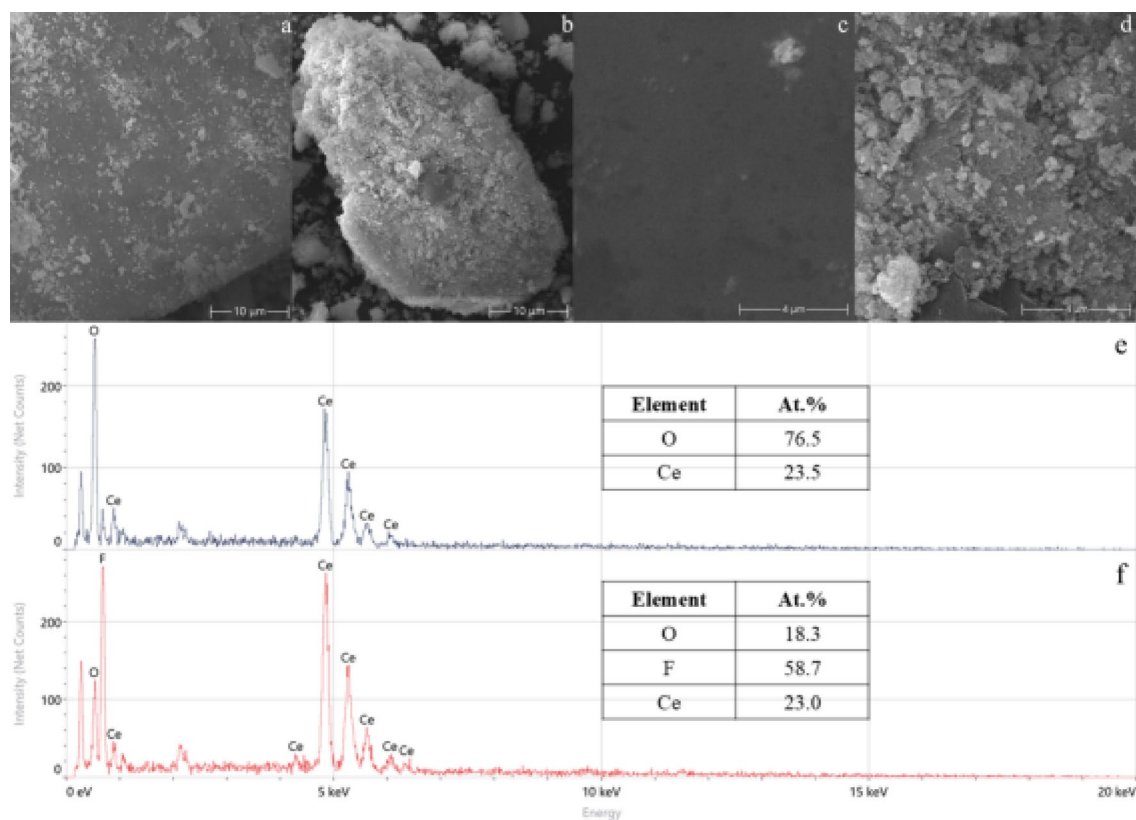 a b c d
10 µm 10 µm 4 µm 4 µm
e
O
Ce
Ce
Ce
Ce
Ce
Intensity (Net Counts)
200
100
0
Element At.%
O 76.5
Ce 23.5
f
F
O
Ce
Ce
Ce
Ce
Ce
Ce
Ce
Intensity (Net Counts)
200
100
0
Element At.%
O 18.3
F 58.7
Ce 23.0
0 eV 5 keV 10 keV 15 keV 20 keV
Energy